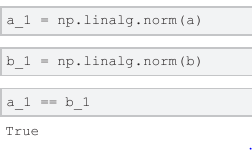 a_1 = np.linalg.norm(a)
b_1 = np.linalg.norm(b)
a_1 == b_1
True